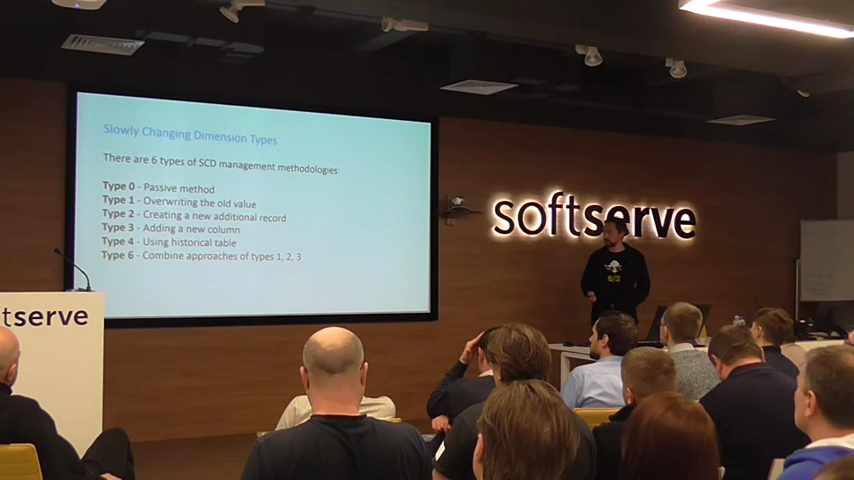 Slowly Changing Dimension Types
There are 6 types of SCD management methodologies:
Type 0 - Passive method
Type 1 - Overwriting the old value
Type 2 - Creating a new additional record
Type 3 - Adding a new column
Type 4 - Using historical table
Type 6 - Combine approaches of types 1, 2, 3
softserve
ftserve